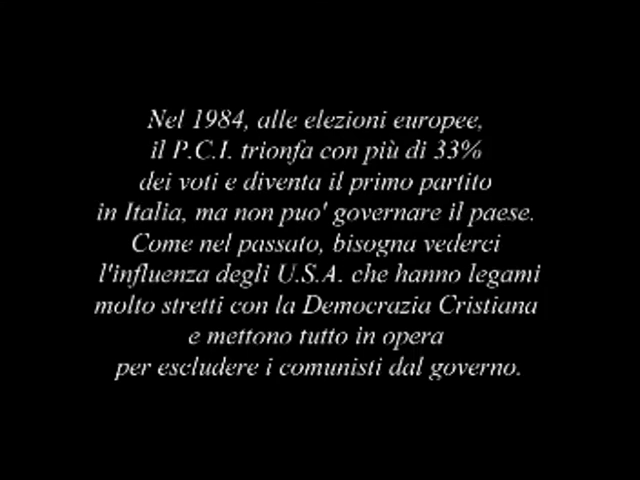 Nel 1984, alle elezioni europee,
il P.C.I. trionfa con più di 33%
dei voti e diventa il primo partito
in Italia, ma non puo' governare il paese.
Come nel passato, bisogna vederci
l'influenza degli U.S.A. che hanno legami
molto stretti con la Democrazia Cristiana
e mettono tutto in opera
per escludere i comunisti dal governo.